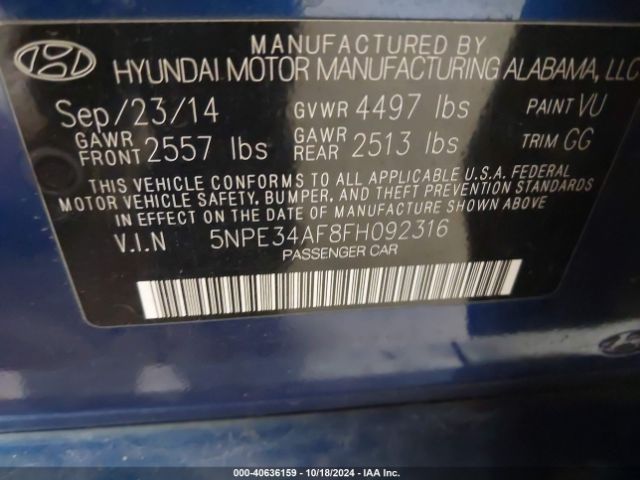 MANUFACTURED BY
HYUNDAI MOTOR MANUFACTURING ALABAMA, LLC
Sep/23/14 GVWR 4497 lbs PAINT VU
GAWR FRONT 2557 lbs GAWR REAR 2513 lbs TRIM GG
THIS VEHICLE CONFORMS TO ALL APPLICABLE U.S.A. FEDERAL
MOTOR VEHICLE SAFETY, BUMPER, AND THEFT PREVENTION STANDARDS
IN EFFECT ON THE DATE OF MANUFACTURE SHOWN ABOVE.
V.I.N 5NPE34AF8FH092316
PASSENGER CAR
000-40636159 - 10/18/2024 - IAA Inc.